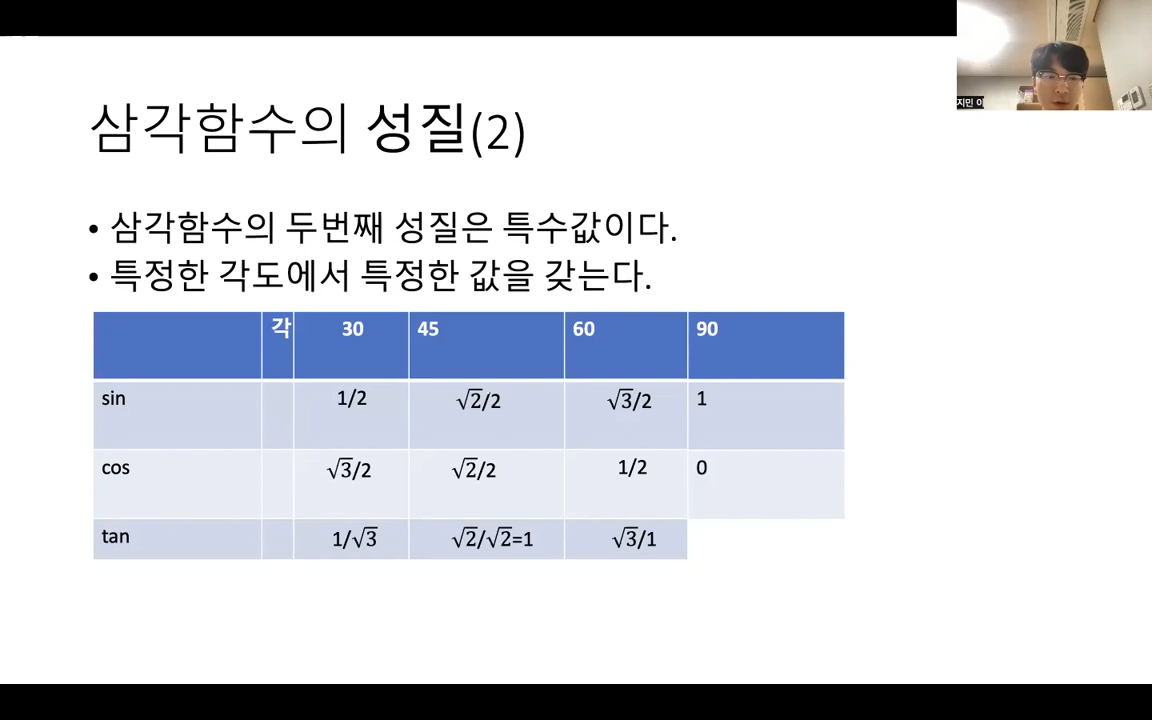 지민 이
삼각함수의 성질(2)
• 삼각함수의 두번째 성질은 특수값이다.
• 특정한 각도에서 특정한 값을 갖는다.
각 30 45 60 90
sin 1/2 √2/2 √3/2 1
cos √3/2 √2/2 1/2 0
tan 1/√3 √2/√2=1 √3/1